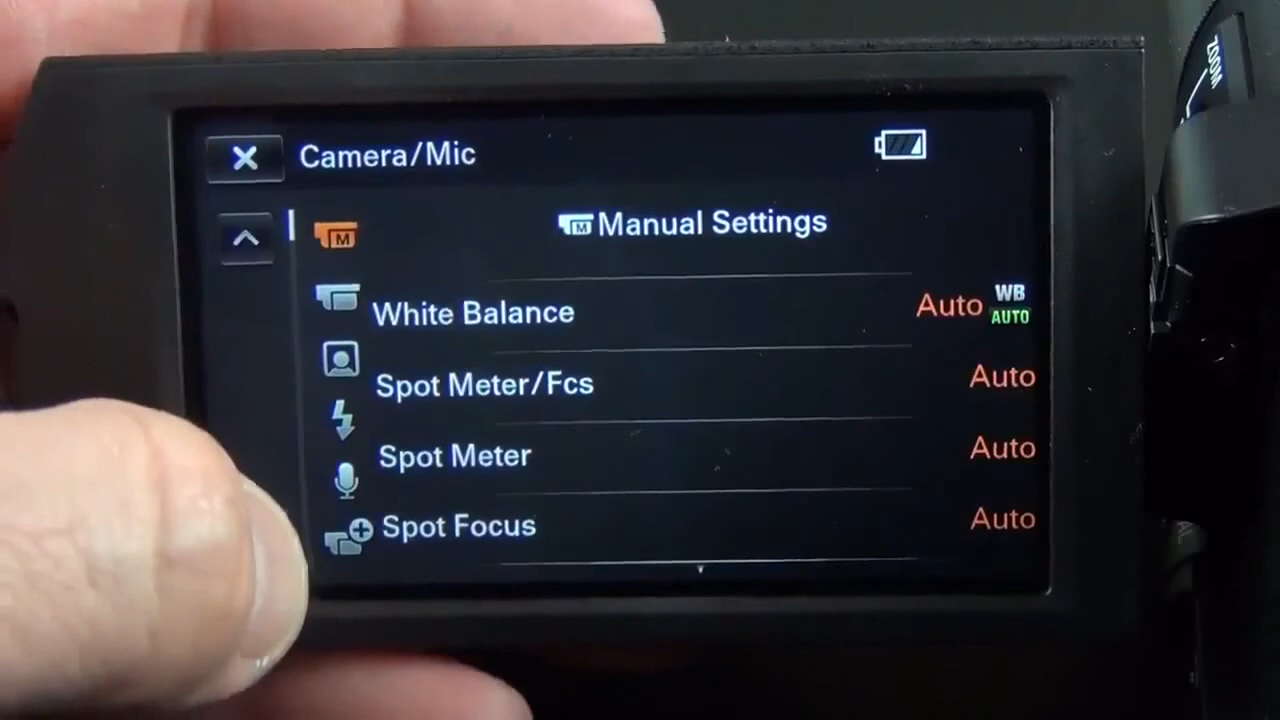 ZOOM
Camera/Mic
M Manual Settings
M
White Balance Auto WB AUTO
Spot Meter/Fcs Auto
Spot Meter Auto
Spot Focus Auto